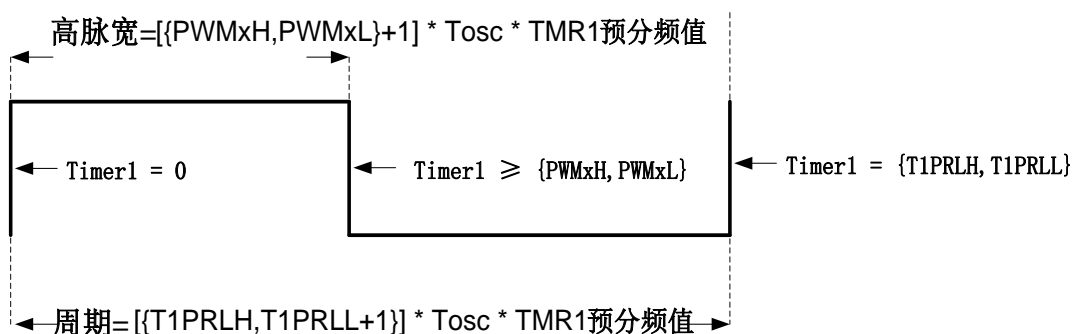 高脉宽=[{PWMxH,PWMxL}+1] * Tosc * TMR1预分频值
Timer1 = 0
Timer1 ≥ {PWMxH,PWMxL}
Timer1 = {T1PRLH,T1PRLL}
周期=[{T1PRLH,T1PRLL+1}] * Tosc * TMR1预分频值